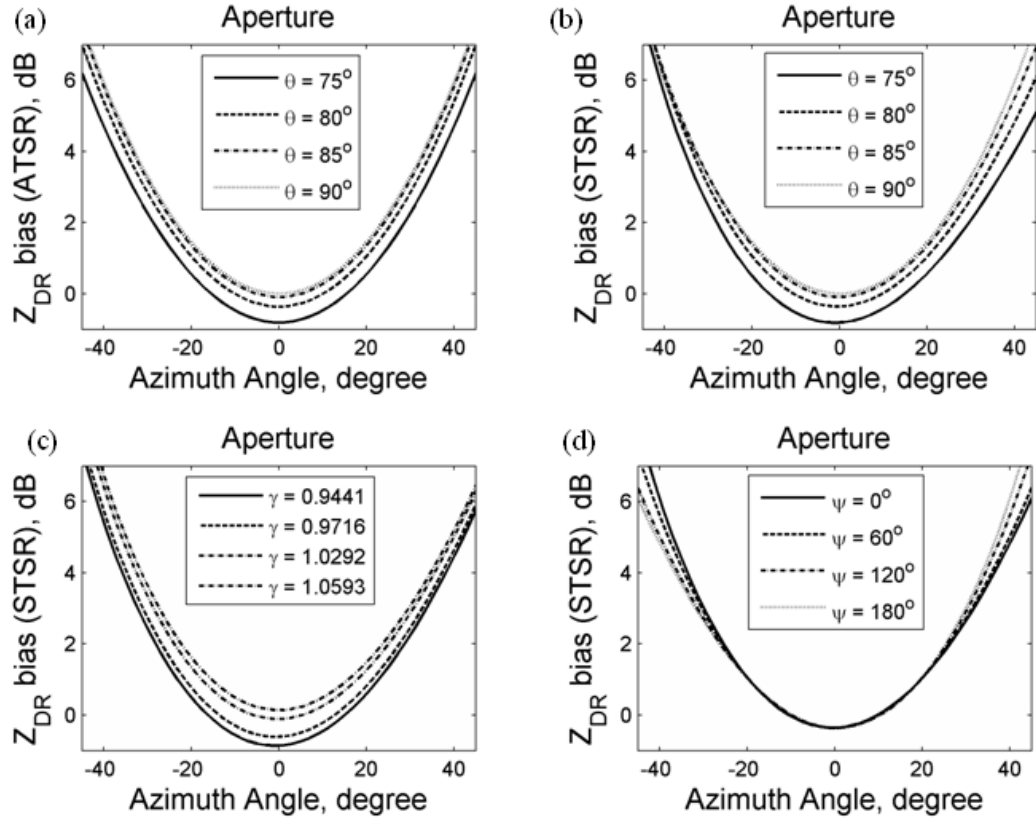 (a)
Aperture
Z_DR bias (ATSR), dB
6
4
2
0
θ = 75°
θ = 80°
θ = 85°
θ = 90°
-40 -20 0 20 40
Azimuth Angle, degree
(b)
Aperture
Z_DR bias (STSR), dB
6
4
2
0
θ = 75°
θ = 80°
θ = 85°
θ = 90°
-40 -20 0 20 40
Azimuth Angle, degree
(c)
Aperture
Z_DR bias (STSR), dB
6
4
2
0
γ = 0.9441
γ = 0.9716
γ = 1.0292
γ = 1.0593
-40 -20 0 20 40
Azimuth Angle, degree
(d)
Aperture
Z_DR bias (STSR), dB
6
4
2
0
ψ = 0°
ψ = 60°
ψ = 120°
ψ = 180°
-40 -20 0 20 40
Azimuth Angle, degree